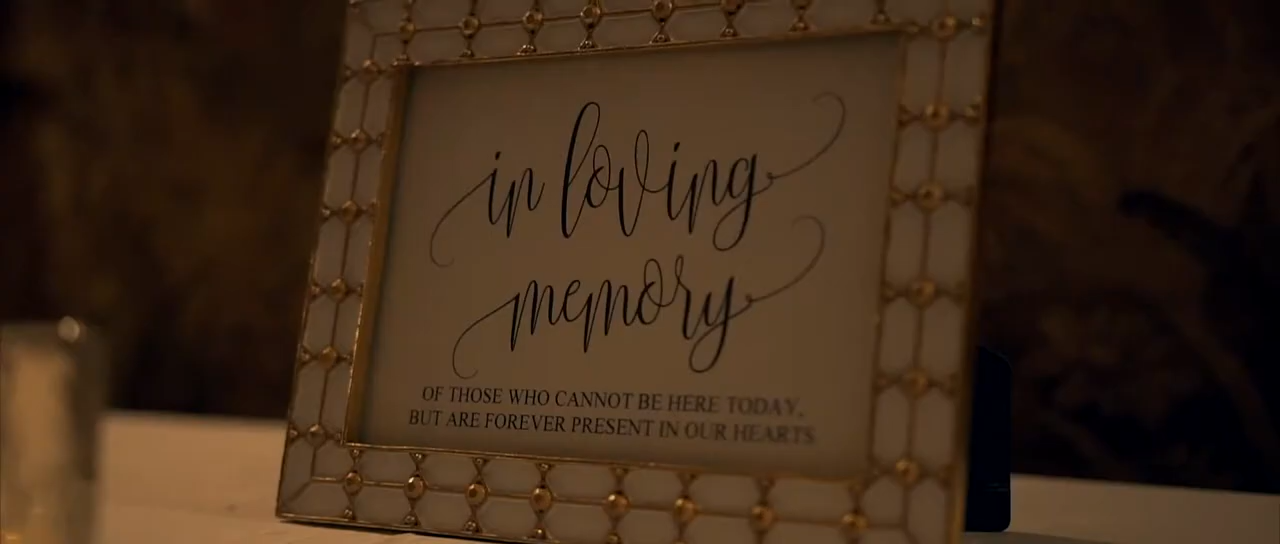 in loving
memory
OF THOSE WHO CANNOT BE HERE TODAY,
BUT ARE FOREVER PRESENT IN OUR HEARTS